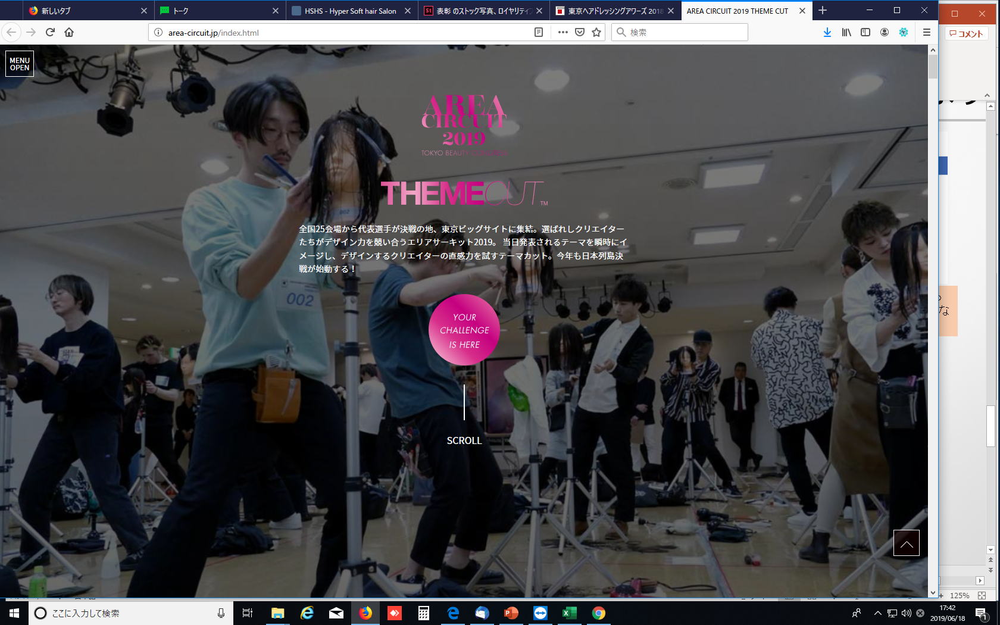 新しいタブ
トーク
HSHS - Hyper Soft hair Salon
表彰 のストック写真、ロイヤリティ
東京ヘアドレッシングアワーズ 2018
AREA CIRCUIT 2019 THEME CUT
area-circuit.jp/index.html
検索
コメント
MENU
OPEN
AREA
CIRCUIT
2019
TOKYO BEAUTY CONGRESS
THEMECUT™
全国25会場から代表選手が決戦の地、東京ビッグサイトに集結。選ばれしクリエイター
たちがデザイン力を競い合うエリアサーキット2019。 当日発表されるテーマを瞬時にイ
メージし、デザインするクリエイターの直感力を試すテーマカット。今年も日本列島決
戦が始動する！
002
002
YOUR
CHALLENGE
IS HERE
SCROLL
な
125%
ここに入力して検索
17:42
2019/06/18
1